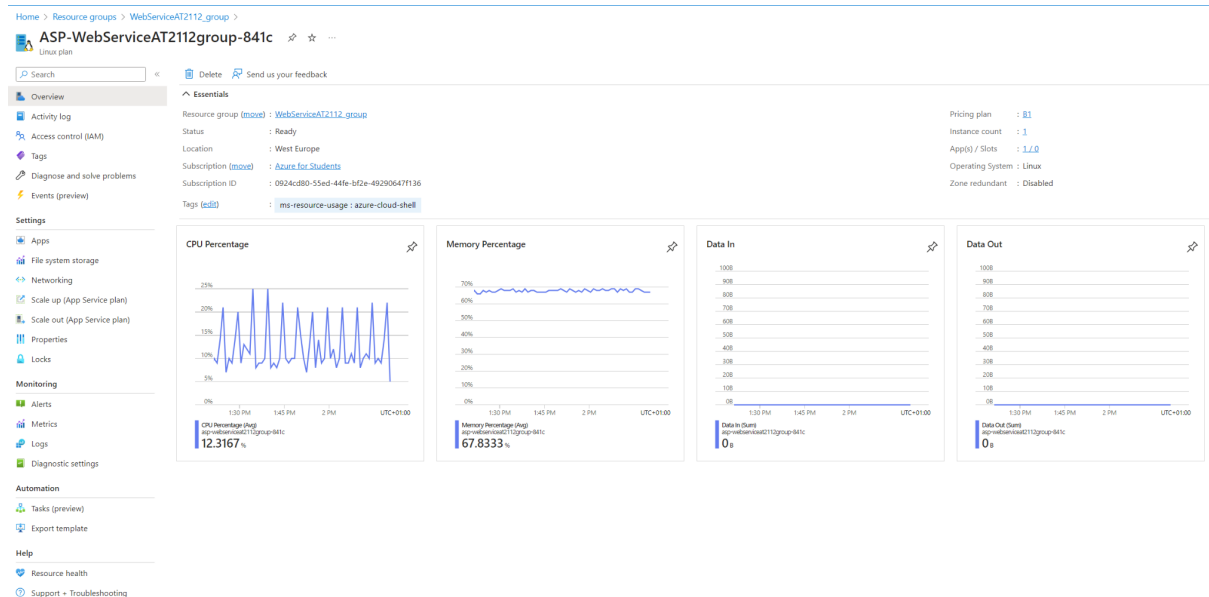 Home > Resource groups > WebServiceAT2112_group >
ASP-WebServiceAT2112group-841c
Linux plan
Search
Delete Send us your feedback
Overview
Activity log
Access control (IAM)
Tags
Diagnose and solve problems
Events (preview)
Settings
Apps
File system storage
Networking
Scale up (App Service plan)
Scale out (App Service plan)
Properties
Locks
Monitoring
Alerts
Metrics
Logs
Diagnostic settings
Automation
Tasks (preview)
Export template
Help
Resource health
Support + Troubleshooting
Essentials
Resource group (move) : WebServiceAT2112_group
Status : Ready
Location : West Europe
Subscription (move) : Azure for Students
Subscription ID : 0924cd80-55ed-44fe-bf2e-49290647f136
Tags (edit) : ms-resource-usage : azure-cloud-shell
Pricing plan : B1
Instance count : 1
App(s) / Slots : 1 / 0
Operating System : Linux
Zone redundant : Disabled
CPU Percentage
25%
20%
15%
10%
5%
0%
1:30 PM 1:45 PM 2 PM UTC+01:00
CPU Percentage (Avg)
asp-webserviceat2112group-841c
12.3167 %
Memory Percentage
70%
60%
50%
40%
30%
20%
10%
0%
1:30 PM 1:45 PM 2 PM UTC+01:00
Memory Percentage (Avg)
asp-webserviceat2112group-841c
67.8333 %
Data In
100B
90B
80B
70B
60B
50B
40B
30B
20B
10B
0B
1:30 PM 1:45 PM 2 PM UTC+01:00
Data In (Sum)
asp-webserviceat2112group-841c
0 B
Data Out
100B
90B
80B
70B
60B
50B
40B
30B
20B
10B
0B
1:30 PM 1:45 PM 2 PM UTC+01:00
Data Out (Sum)
asp-webserviceat2112group-841c
0 B